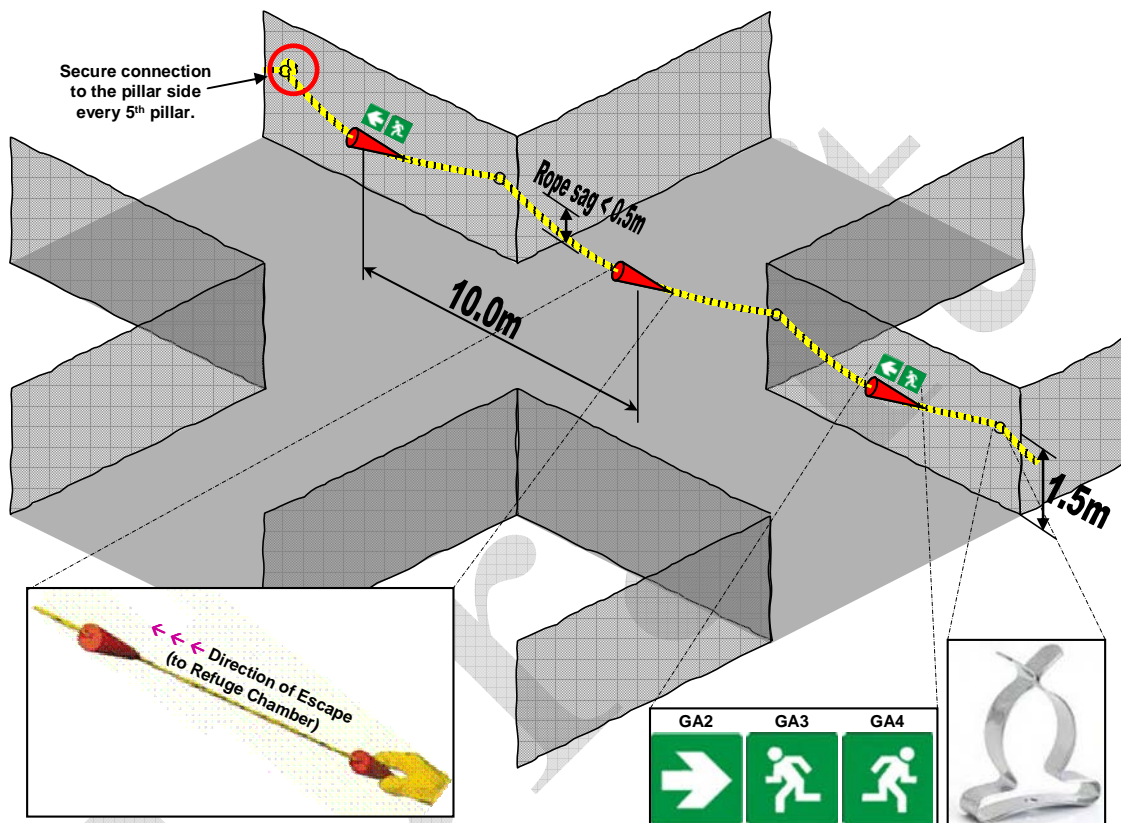 Secure connection
to the pillar side
every 5th pillar.
Rope sag < 0.5m
10.0m
1.5m
Direction of Escape
(to Refuge Chamber)
GA2 GA3 GA4